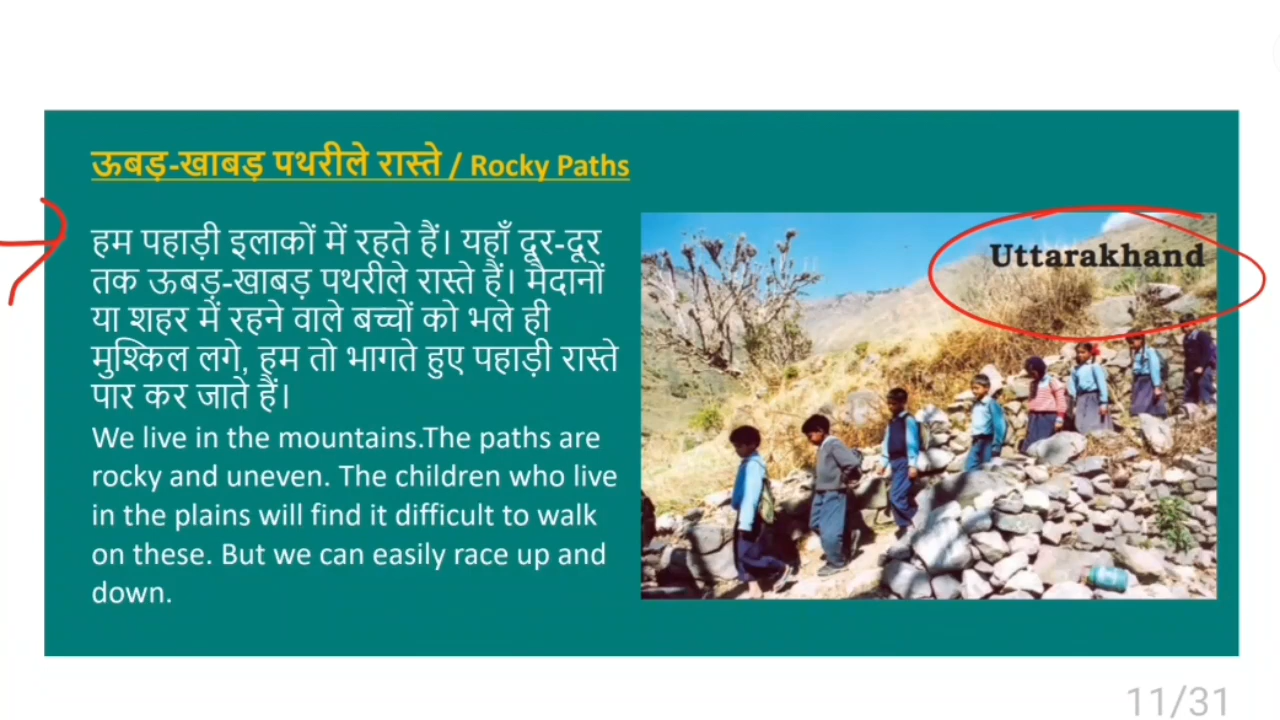 ऊबड़-खाबड़ पथरीले रास्ते / Rocky Paths
हम पहाड़ी इलाकों में रहते हैं। यहाँ दूर-दूर
तक ऊबड़-खाबड़ पथरीले रास्ते हैं। मैदानों
या शहर में रहने वाले बच्चों को भले ही
मुश्किल लगे, हम तो भागते हुए पहाड़ी रास्ते
पार कर जाते हैं।
We live in the mountains.The paths are
rocky and uneven. The children who live
in the plains will find it difficult to walk
on these. But we can easily race up and
down.
Uttarakhand
11/31